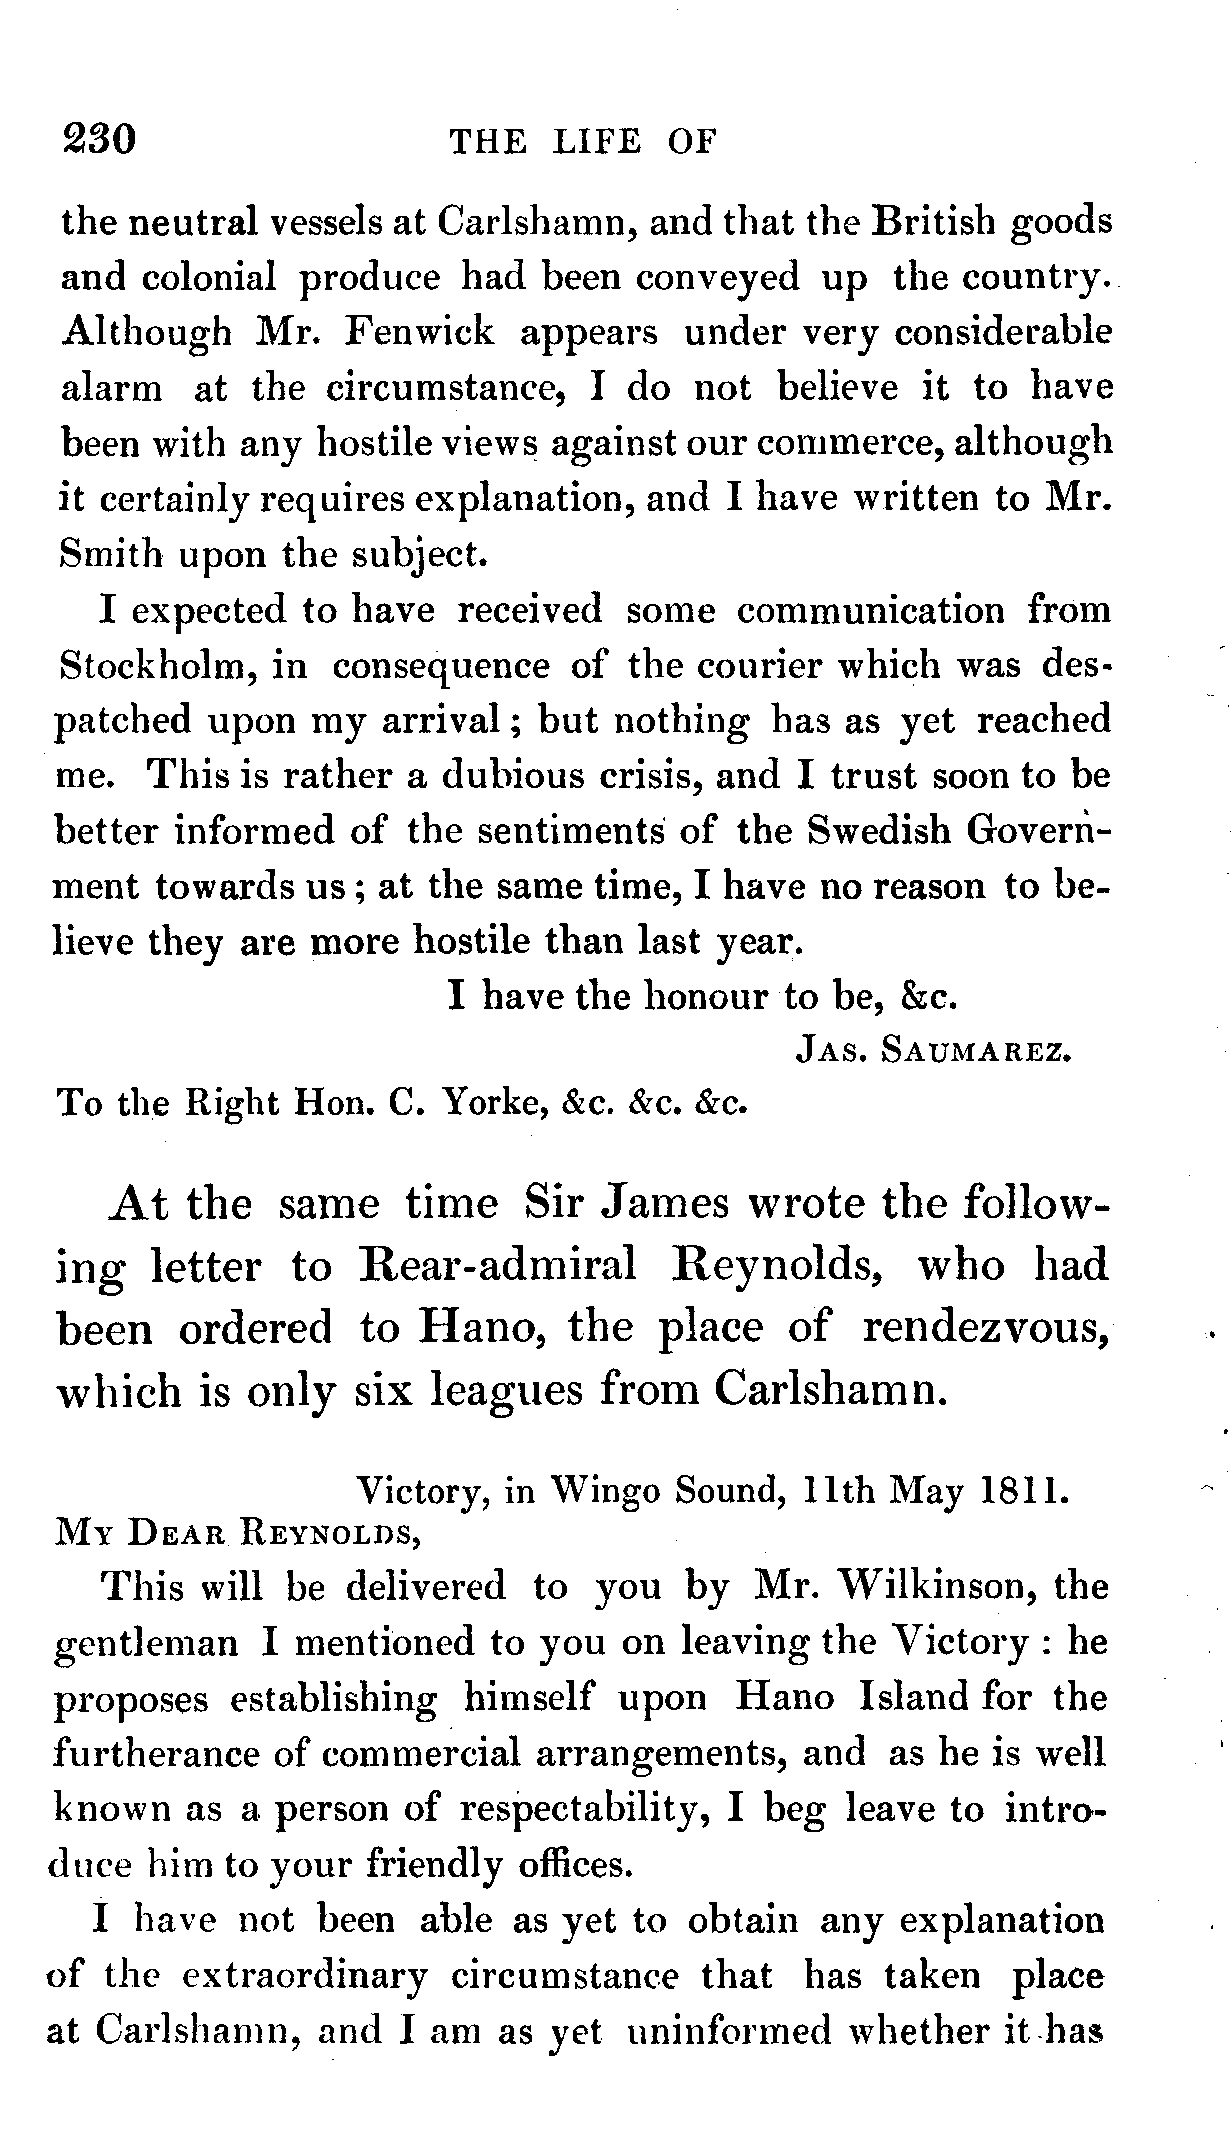 230 THE LIFE OF
the neutral vessels at Carlshamn, and that the British goods
and colonial produce had been conveyed up the country.
Although Mr. Fenwick appears under very considerable
alarm at the circumstance, I do not believe it to have
been with any hostile views against our commerce, although
it certainly requires explanation, and I have written to Mr.
Smith upon the subject.
I expected to have received some communication from
Stockholm, in consequence of the courier which was des-
patched upon my arrival ; but nothing has as yet reached
me. This is rather a dubious crisis, and I trust soon to be
better informed of the sentiments of the Swedish Govern-
ment towards us ; at the same time, I have no reason to be-
lieve they are more hostile than last year.
I have the honour to be, &c.
JAS. SAUMAREZ.
To the Right Hon. C. Yorke, &c. &c. &c.
At the same time Sir James wrote the follow-
ing letter to Rear-admiral Reynolds, who had
been ordered to Hano, the place of rendezvous,
which is only six leagues from Carlshamn.
Victory, in Wingo Sound, 11th May 1811.
MY DEAR REYNOLDS,
This will be delivered to you by Mr. Wilkinson, the
gentleman I mentioned to you on leaving the Victory : he
proposes establishing himself upon Hano Island for the
furtherance of commercial arrangements, and as he is well
known as a person of respectability, I beg leave to intro-
duce him to your friendly offices.
I have not been able as yet to obtain any explanation
of the extraordinary circumstance that has taken place
at Carlshamn, and I am as yet uninformed whether it has